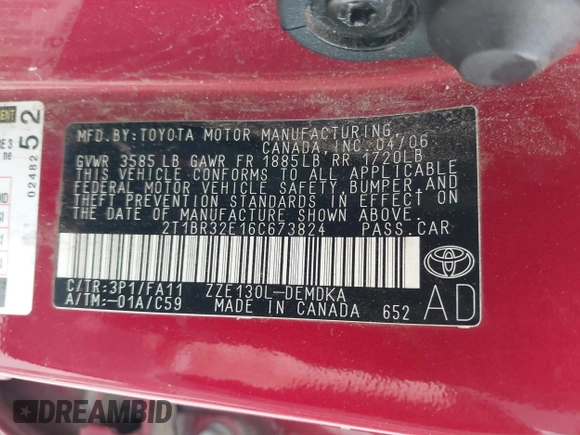 MFD. BY: TOYOTA MOTOR MANUFACTURING,
CANADA, INC. 04/06
GVWR 3585 LB GAWR FR 1885LB RR 1720LB
THIS VEHICLE CONFORMS TO ALL APPLICABLE
FEDERAL MOTOR VEHICLE SAFETY, BUMPER, AND
THEFT PREVENTION STANDARDS IN EFFECT ON
THE DATE OF MANUFACTURE SHOWN ABOVE.
2T1BR32E16C673824 PASS. CAR
C/TR: 3P1/FA11 ZZE130L-DEMDKA
A/TM: -01A/C59 MADE IN CANADA 652
AD
024825 2
DREAMBID